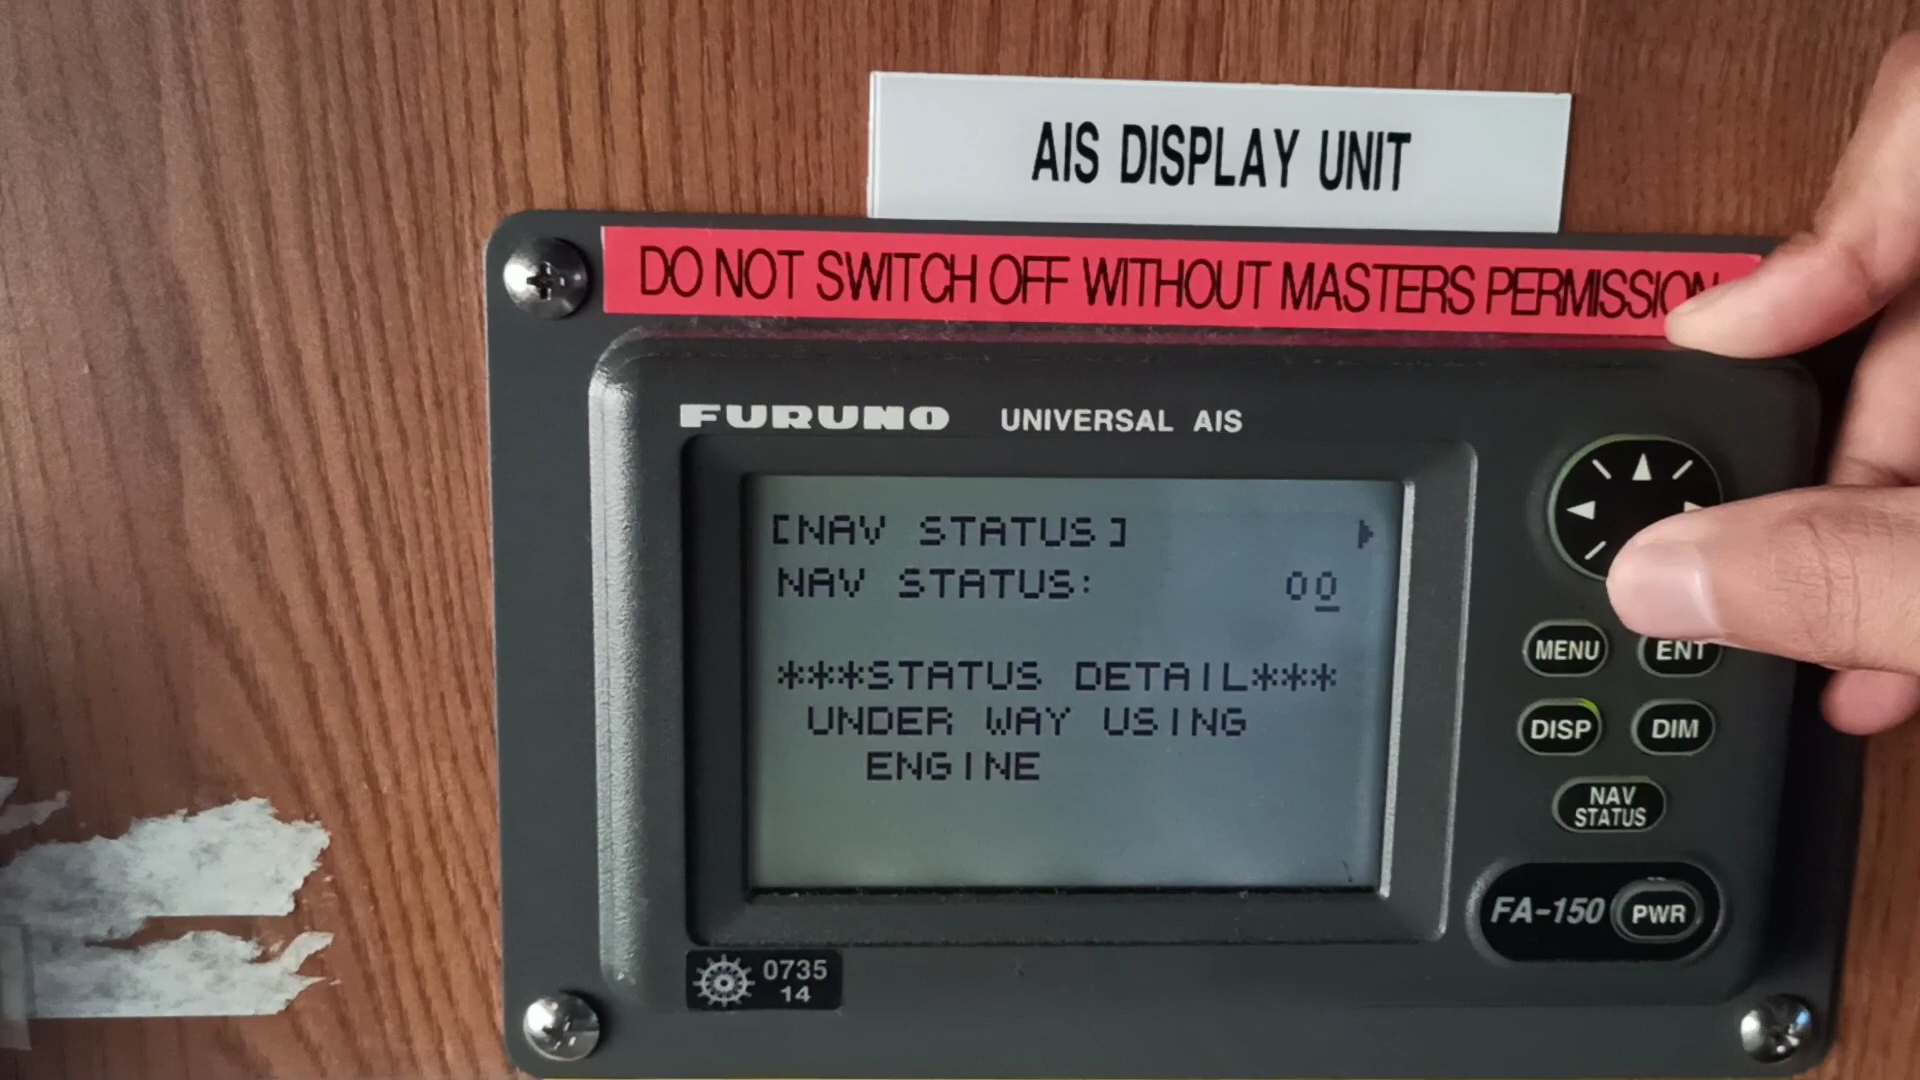 AIS DISPLAY UNIT
DO NOT SWITCH OFF WITHOUT MASTERS PERMISSION
FURUNO UNIVERSAL AIS
[NAV STATUS]
NAV STATUS: 00
***STATUS DETAIL***
UNDER WAY USING
ENGINE
MENU ENT
DISP DIM
NAV
STATUS
FA-150 PWR
0735
14